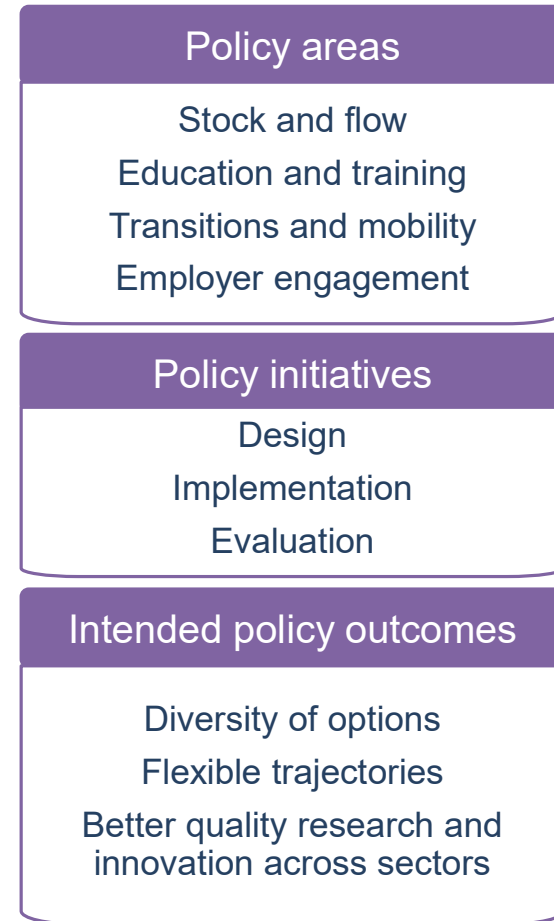 Policy areas
Stock and flow
Education and training
Transitions and mobility
Employer engagement
Policy initiatives
Design
Implementation
Evaluation
Intended policy outcomes
Diversity of options
Flexible trajectories
Better quality research and
innovation across sectors